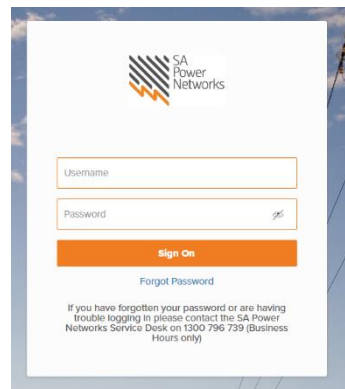 SA
Power
Networks
Username
Password
Sign On
Forgot Password
If you have forgotten your password or are having
trouble logging in please contact the SA Power
Networks Service Desk on 1300 796 739 (Business
Hours only)